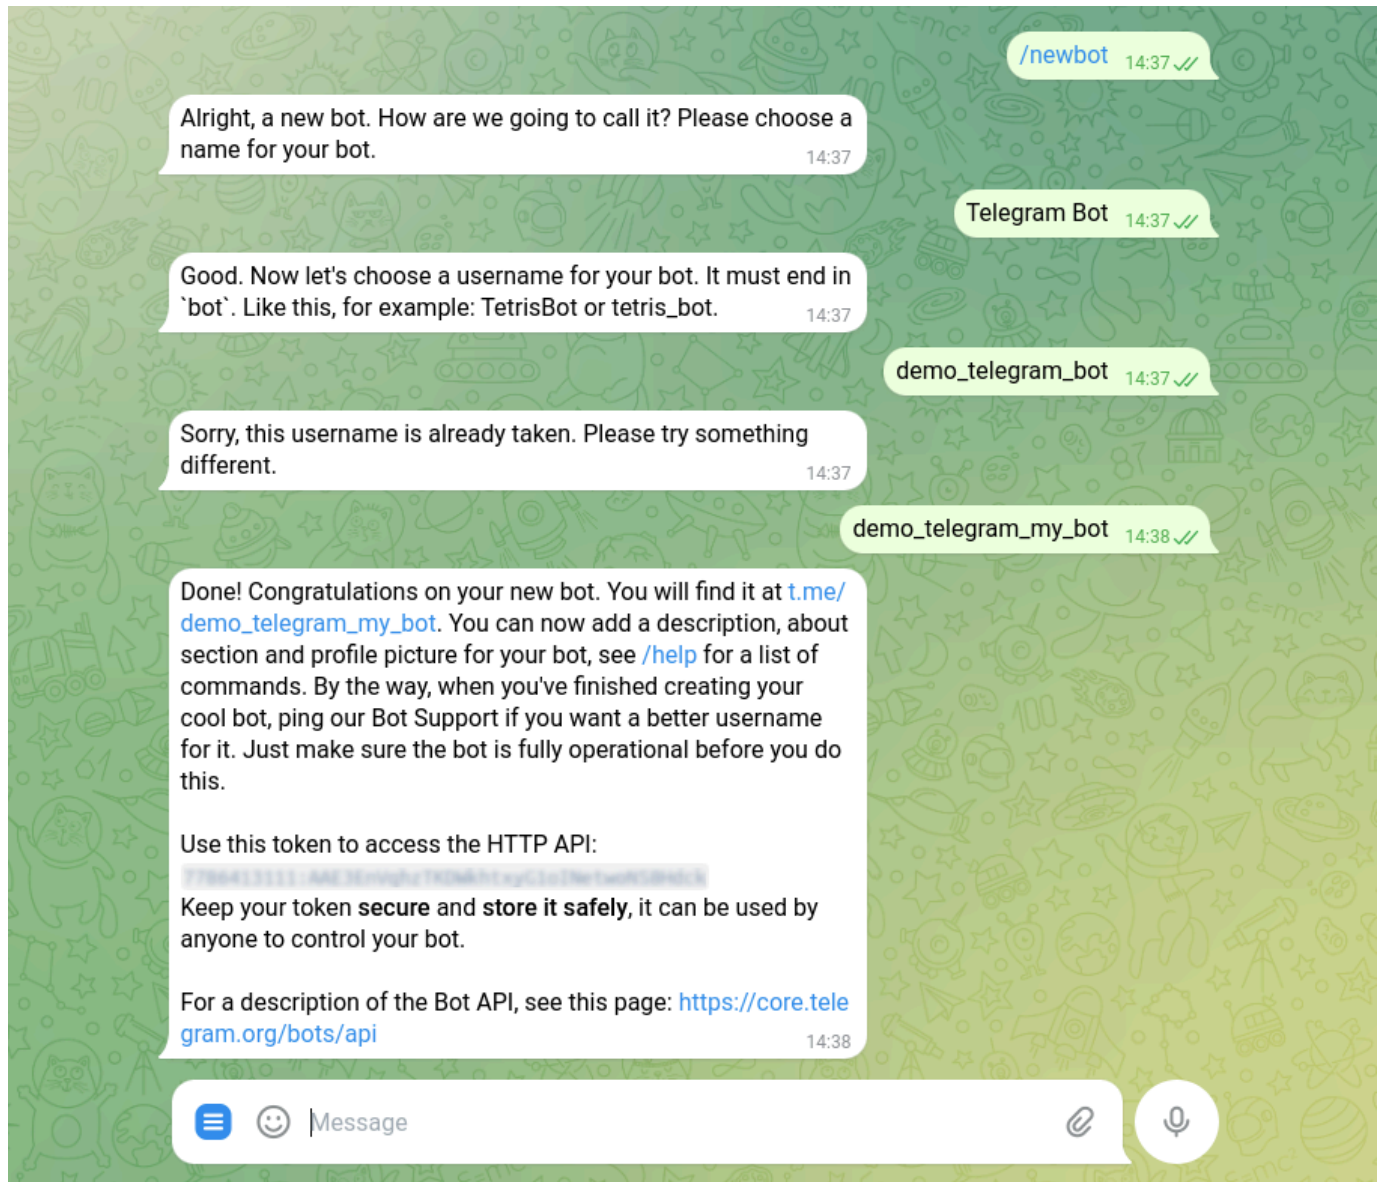 /newbot 14:37
Alright, a new bot. How are we going to call it? Please choose a
name for your bot. 14:37
Telegram Bot 14:37
Good. Now let's choose a username for your bot. It must end in
`bot`. Like this, for example: TetrisBot or tetris_bot. 14:37
demo_telegram_bot 14:37
Sorry, this username is already taken. Please try something
different. 14:37
demo_telegram_my_bot 14:38
Done! Congratulations on your new bot. You will find it at t.me/
demo_telegram_my_bot. You can now add a description, about
section and profile picture for your bot, see /help for a list of
commands. By the way, when you've finished creating your
cool bot, ping our Bot Support if you want a better username
for it. Just make sure the bot is fully operational before you do
this.
Use this token to access the HTTP API:
Keep your token secure and store it safely, it can be used by
anyone to control your bot.
For a description of the Bot API, see this page: https://core.tele
gram.org/bots/api 14:38
Message